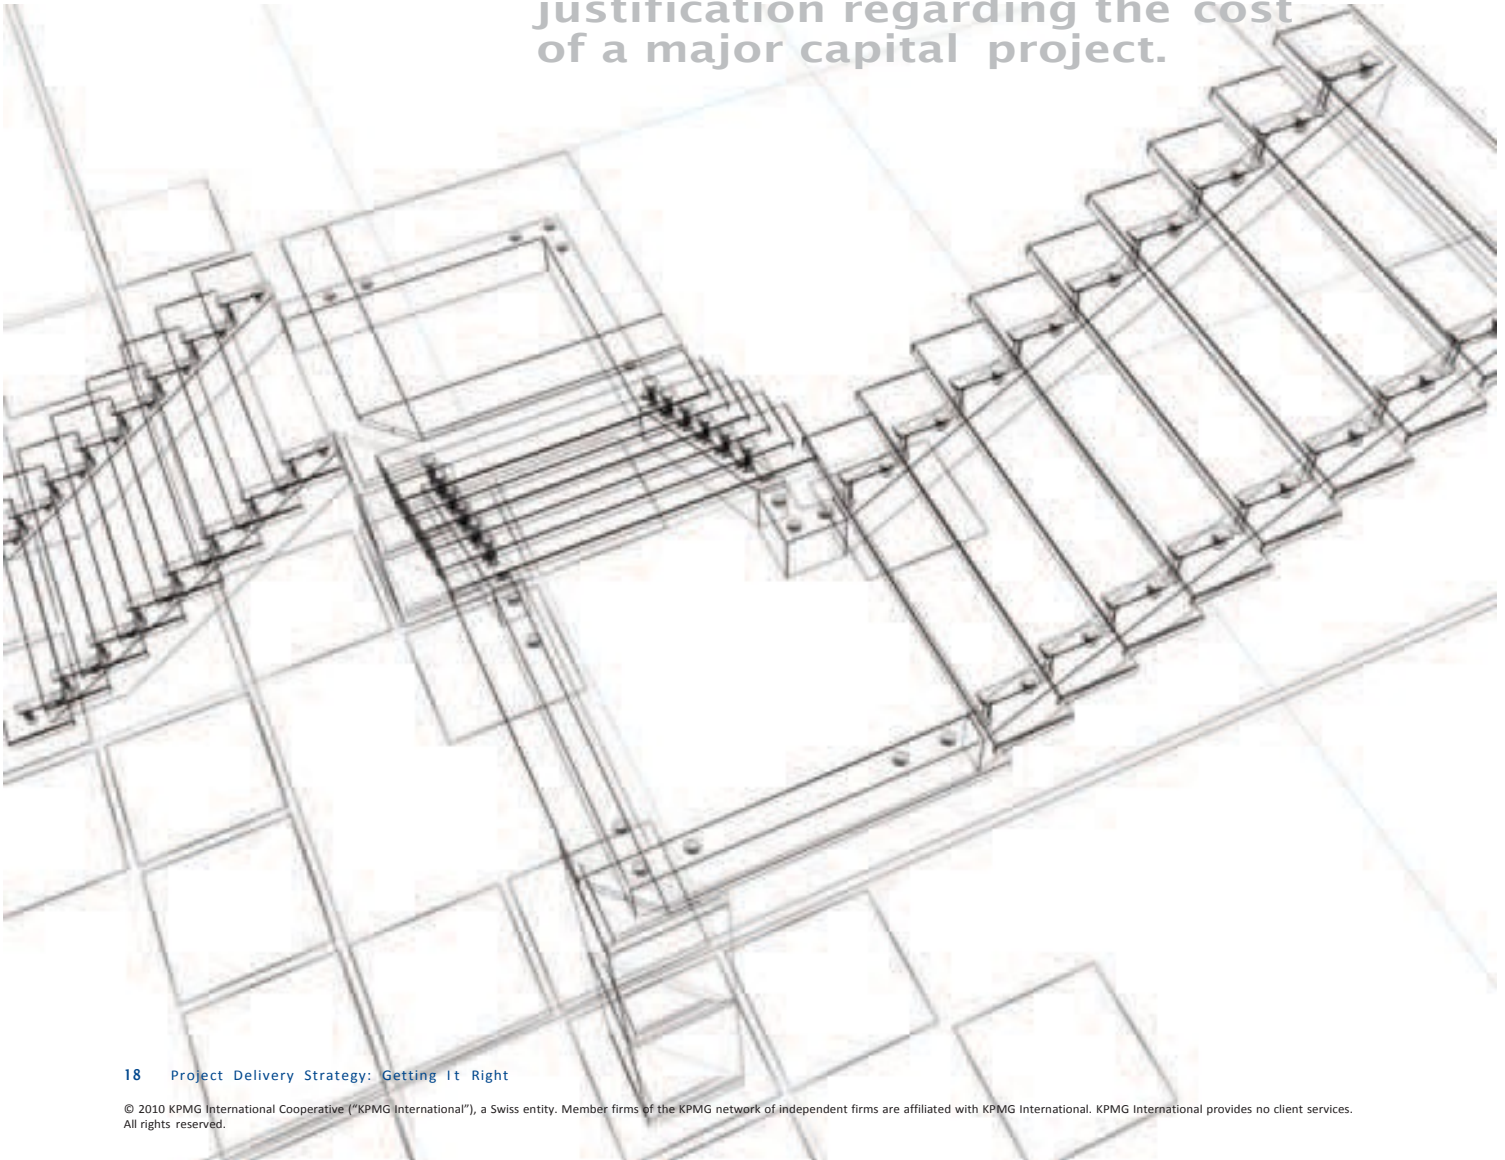 justification regarding the cost
of a major capital project.
18 Project Delivery Strategy: Getting It Right
© 2010 KPMG International Cooperative (“KPMG International”), a Swiss entity. Member firms of the KPMG network of independent firms are affiliated with KPMG International. KPMG International provides no client services.
All rights reserved.